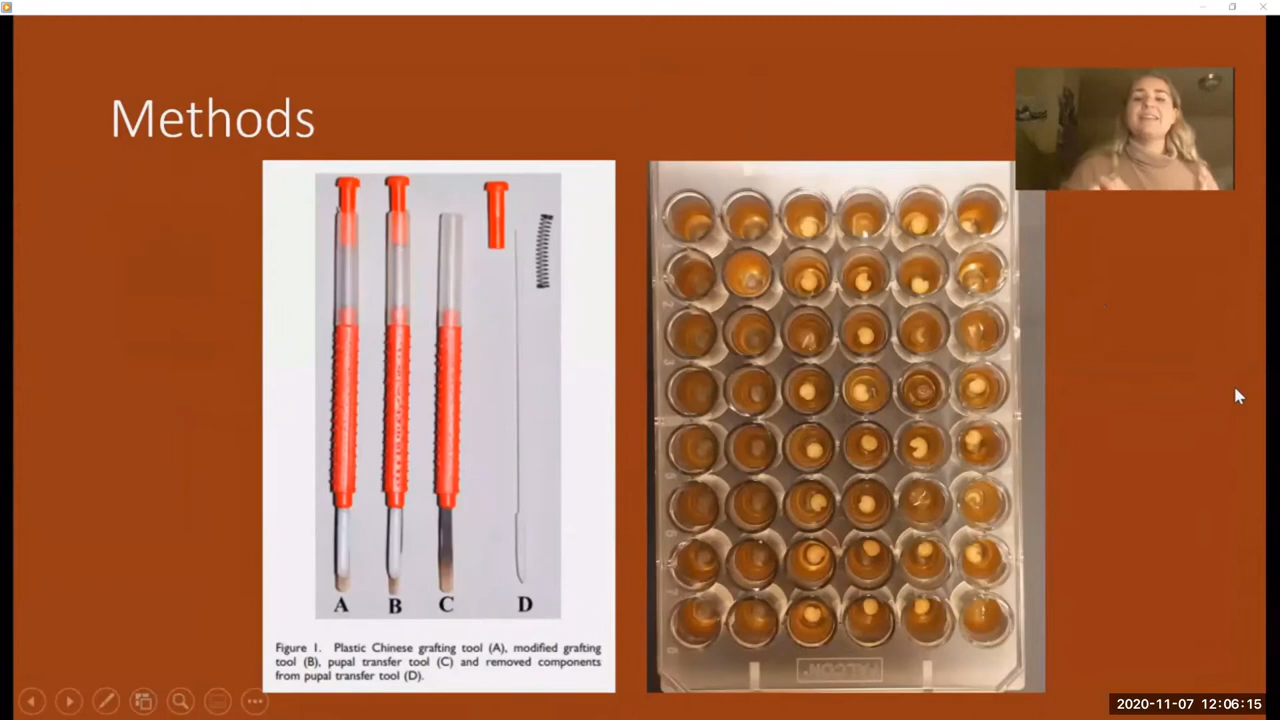 Methods
A B C D
Figure 1. Plastic Chinese grafting tool (A), modified grafting
tool (B), pupal transfer tool (C) and removed components
from pupal transfer tool (D).
FALCON
2020-11-07 12:06:15